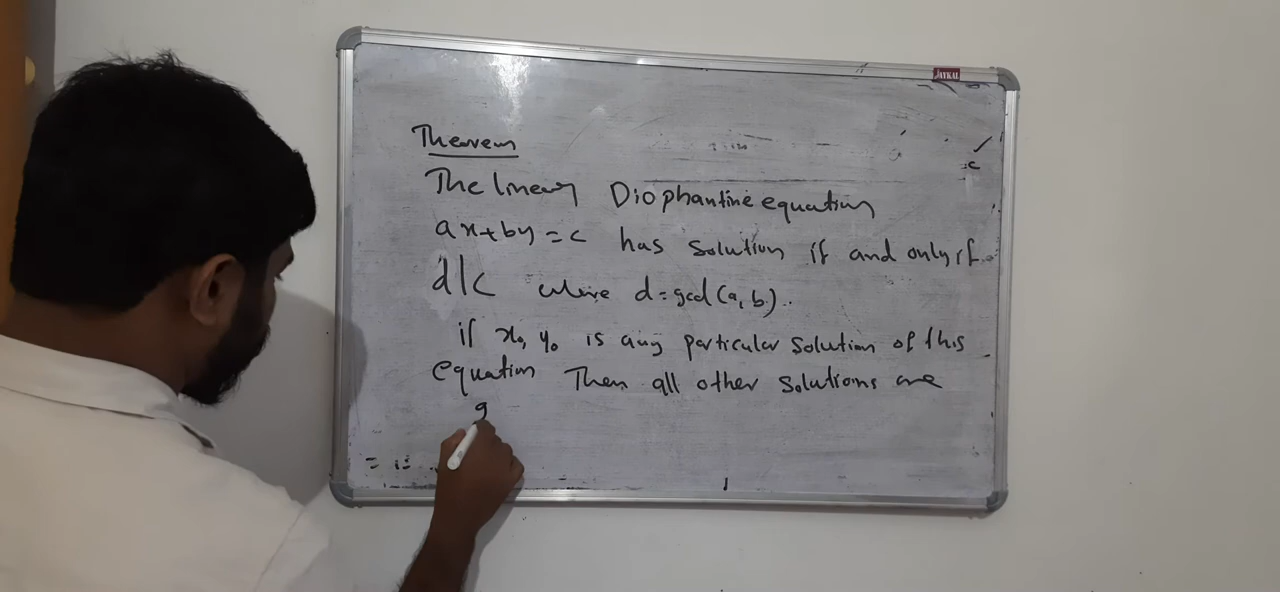 JAYKAL
Theorem
The linear Diophantine equation
ax+by=c has solution if and only if
d|c where d=gcd(a, b).
if x₀, y₀ is any particular solution of this
equation Then all other solutions are
g